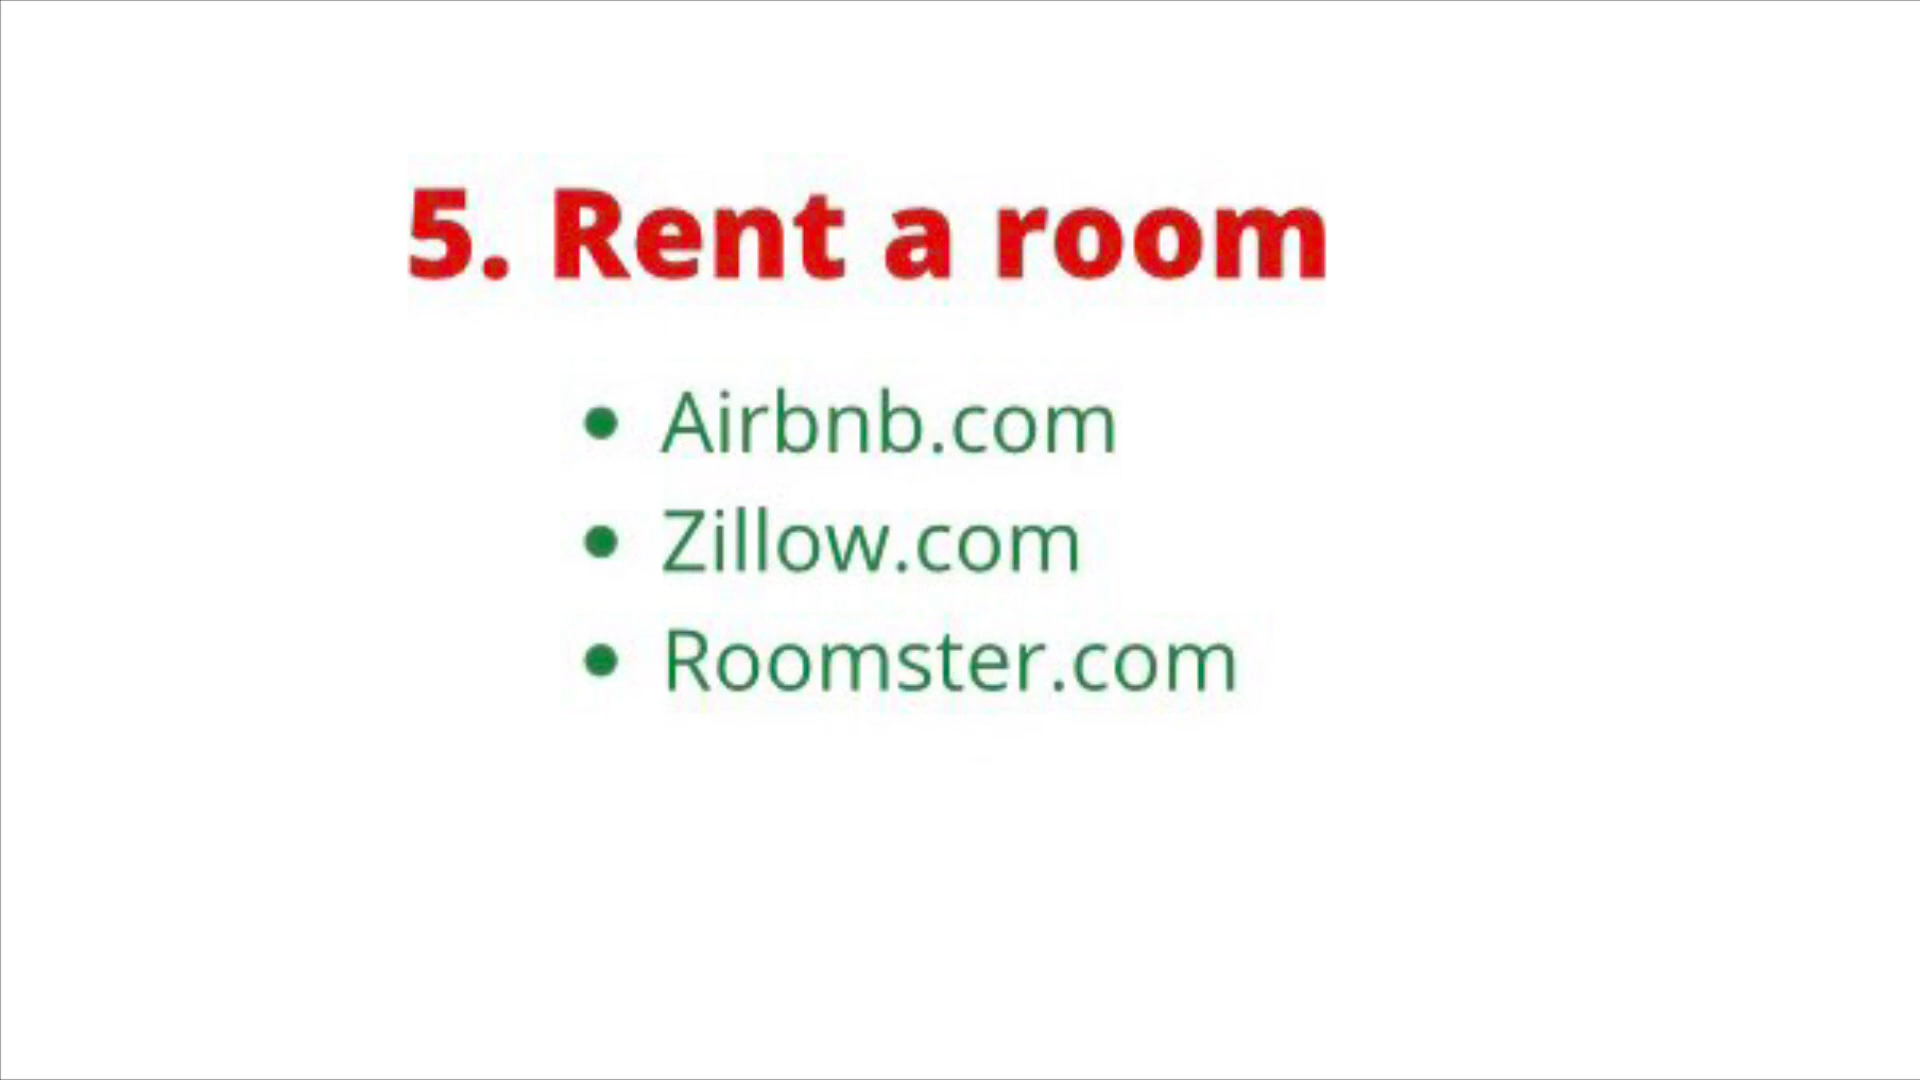 5. Rent a room
• Airbnb.com
• Zillow.com
• Roomster.com